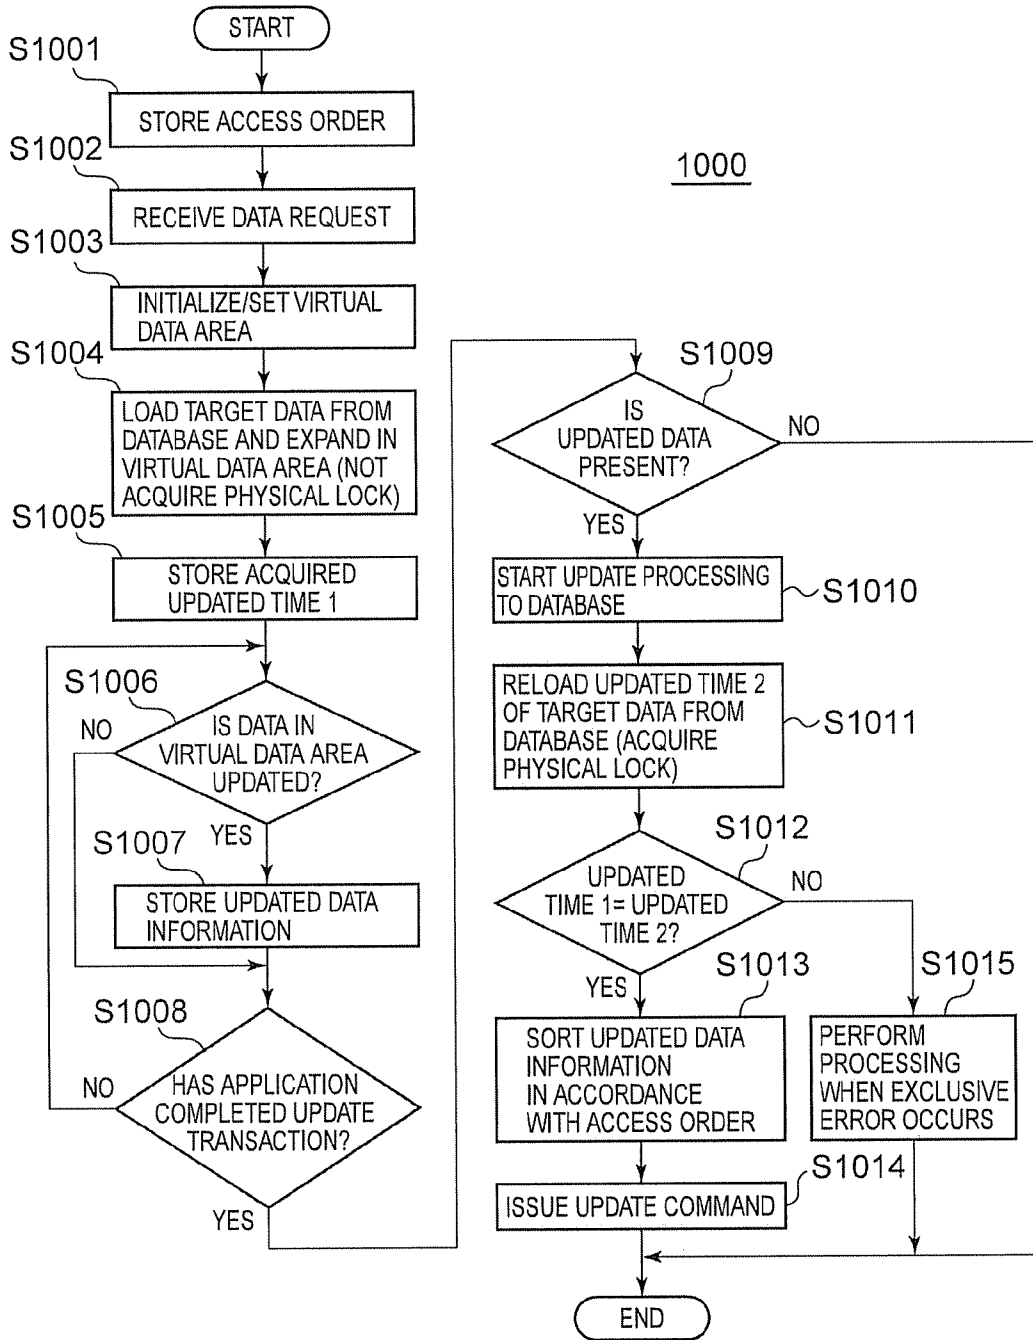 START
S1001
STORE ACCESS ORDER
S1002
RECEIVE DATA REQUEST
S1003
INITIALIZE/SET VIRTUAL
DATA AREA
S1004
LOAD TARGET DATA FROM
DATABASE AND EXPAND IN
VIRTUAL DATA AREA (NOT
ACQUIRE PHYSICAL LOCK)
S1005
STORE ACQUIRED
UPDATED TIME 1
S1006
NO
IS DATA IN
VIRTUAL DATA AREA
UPDATED?
YES
S1007
STORE UPDATED DATA
INFORMATION
S1008
NO
HAS APPLICATION
COMPLETED UPDATE
TRANSACTION?
YES
1000
S1009
IS
UPDATED DATA
PRESENT?
NO
YES
START UPDATE PROCESSING
TO DATABASE
S1010
RELOAD UPDATED TIME 2
OF TARGET DATA FROM
DATABASE (ACQUIRE
PHYSICAL LOCK)
S1011
S1012
UPDATED
TIME 1= UPDATED
TIME 2?
NO
YES
S1013
SORT UPDATED DATA
INFORMATION
IN ACCORDANCE
WITH ACCESS ORDER
S1015
PERFORM
PROCESSING
WHEN EXCLUSIVE
ERROR OCCURS
S1014
ISSUE UPDATE COMMAND
END